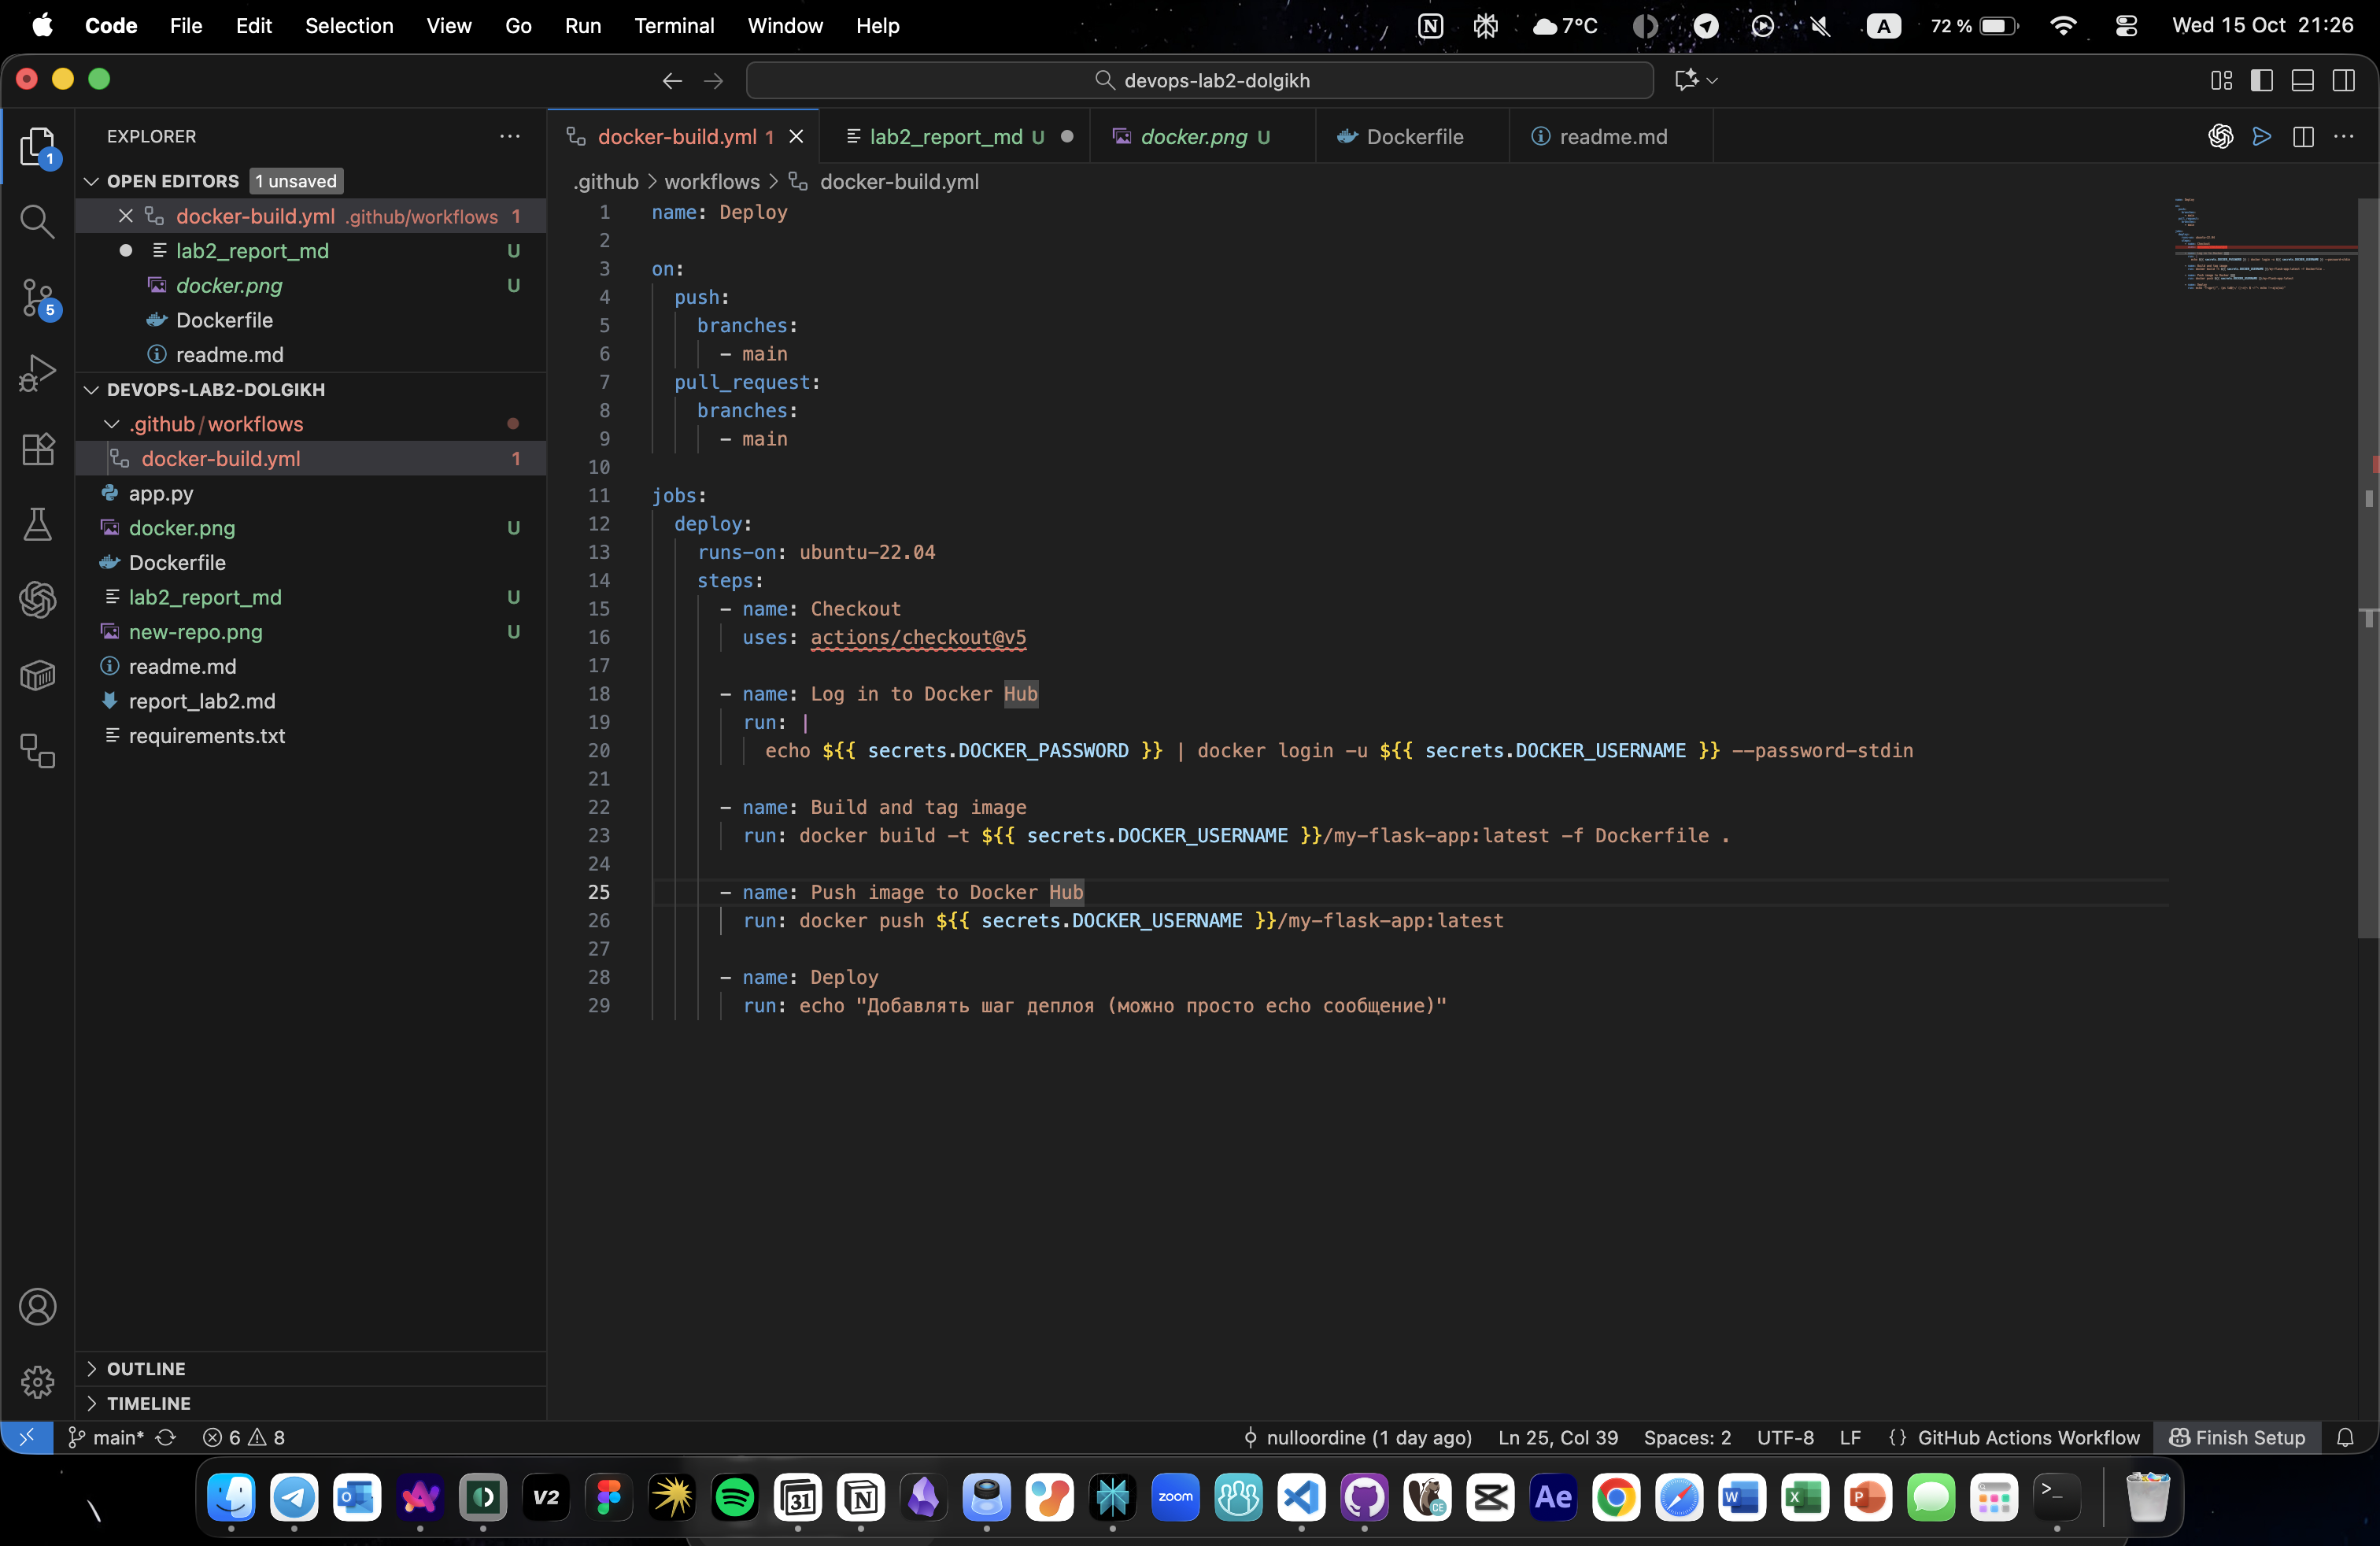 Code File Edit Selection View Go Run Terminal Window Help 7°C A 72 % Wed 15 Oct 21:26
devops-lab2-dolgikh
EXPLORER
OPEN EDITORS 1 unsaved
docker-build.yml .github/workflows 1
lab2_report_md U
docker.png U
Dockerfile
readme.md
DEVOPS-LAB2-DOLGIKH
.github/workflows
docker-build.yml 1
app.py
docker.png U
Dockerfile
lab2_report_md U
new-repo.png U
readme.md
report_lab2.md
requirements.txt
OUTLINE
TIMELINE
1
5
docker-build.yml 1 lab2_report_md U docker.png U Dockerfile readme.md
.github > workflows > docker-build.yml
1 name: Deploy
2
3 on:
4 push:
5 branches:
6 - main
7 pull_request:
8 branches:
9 - main
10
11 jobs:
12 deploy:
13 runs-on: ubuntu-22.04
14 steps:
15 - name: Checkout
16 uses: actions/checkout@v5
17
18 - name: Log in to Docker Hub
19 run: |
20 echo ${{ secrets.DOCKER_PASSWORD }} | docker login -u ${{ secrets.DOCKER_USERNAME }} --password-stdin
21
22 - name: Build and tag image
23 run: docker build -t ${{ secrets.DOCKER_USERNAME }}/my-flask-app:latest -f Dockerfile .
24
25 - name: Push image to Docker Hub
26 run: docker push ${{ secrets.DOCKER_USERNAME }}/my-flask-app:latest
27
28 - name: Deploy
29 run: echo "Добавлять шаг деплоя (можно просто echo сообщение)"
main* 6 8 nulloordine (1 day ago) Ln 25, Col 39 Spaces: 2 UTF-8 LF {} GitHub Actions Workflow Finish Setup
V2 31 zoom CE Ae W X P >_